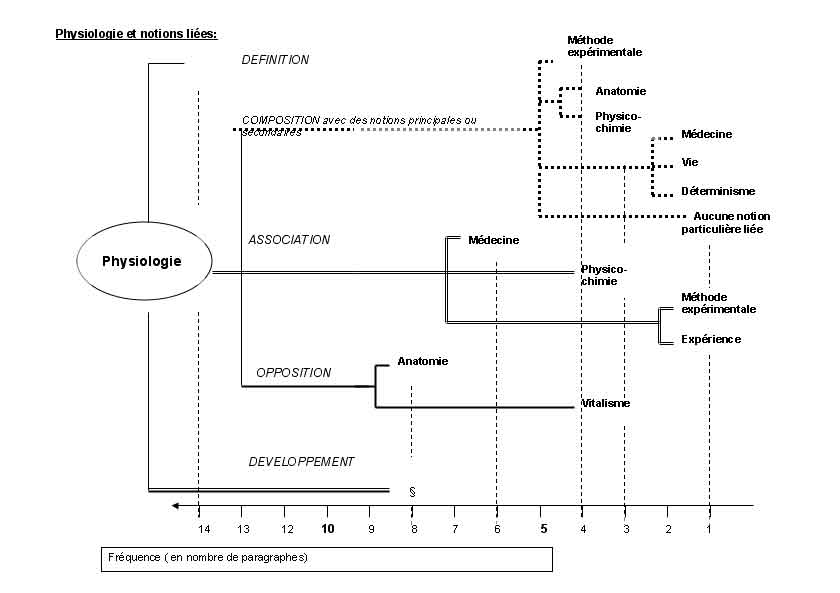 Physiologie et notions liées:
Méthode
expérimentale
DEFINITION
Anatomie
Physico-
chimie
COMPOSITION avec des notions principales ou
secondaires
Médecine
Vie
Déterminisme
Aucune notion
particulière liée
ASSOCIATION
Médecine
Physiologie
Physico-
chimie
Méthode
expérimentale
Expérience
Anatomie
OPPOSITION
Vitalisme
DEVELOPPEMENT
§
14 13 12 10 9 8 7 6 5 4 3 2 1
Fréquence ( en nombre de paragraphes)